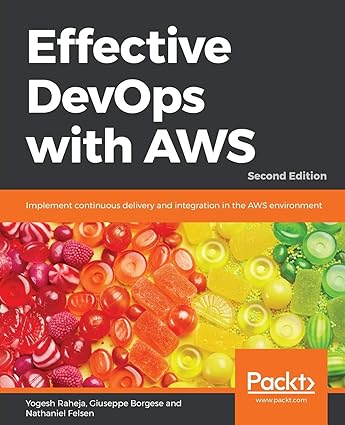 Effective
DevOps
with AWS
Second Edition
Implement continuous delivery and integration in the AWS environment
Yogesh Raheja, Giuseppe Borgese and
Nathaniel Felsen
Packt>
www.packt.com